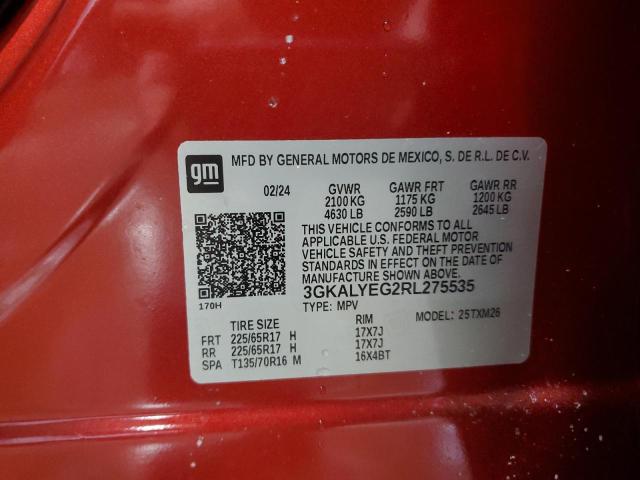 gm MFD BY GENERAL MOTORS DE MEXICO, S. DE R.L. DE C.V.
02/24 GVWR GAWR FRT GAWR RR
2100 KG 1175 KG 1200 KG
4630 LB 2590 LB 2645 LB
THIS VEHICLE CONFORMS TO ALL
APPLICABLE U.S. FEDERAL MOTOR
VEHICLE SAFETY AND THEFT PREVENTION
STANDARDS IN EFFECT ON THE DATE OF
MANUFACTURE SHOWN ABOVE.
170H 3GKALYEG2RL275535
TYPE: MPV MODEL: 25TXM26
TIRE SIZE RIM
FRT 225/65R17 H 17X7J
RR 225/65R17 H 17X7J
SPA T135/70R16 M 16X4BT